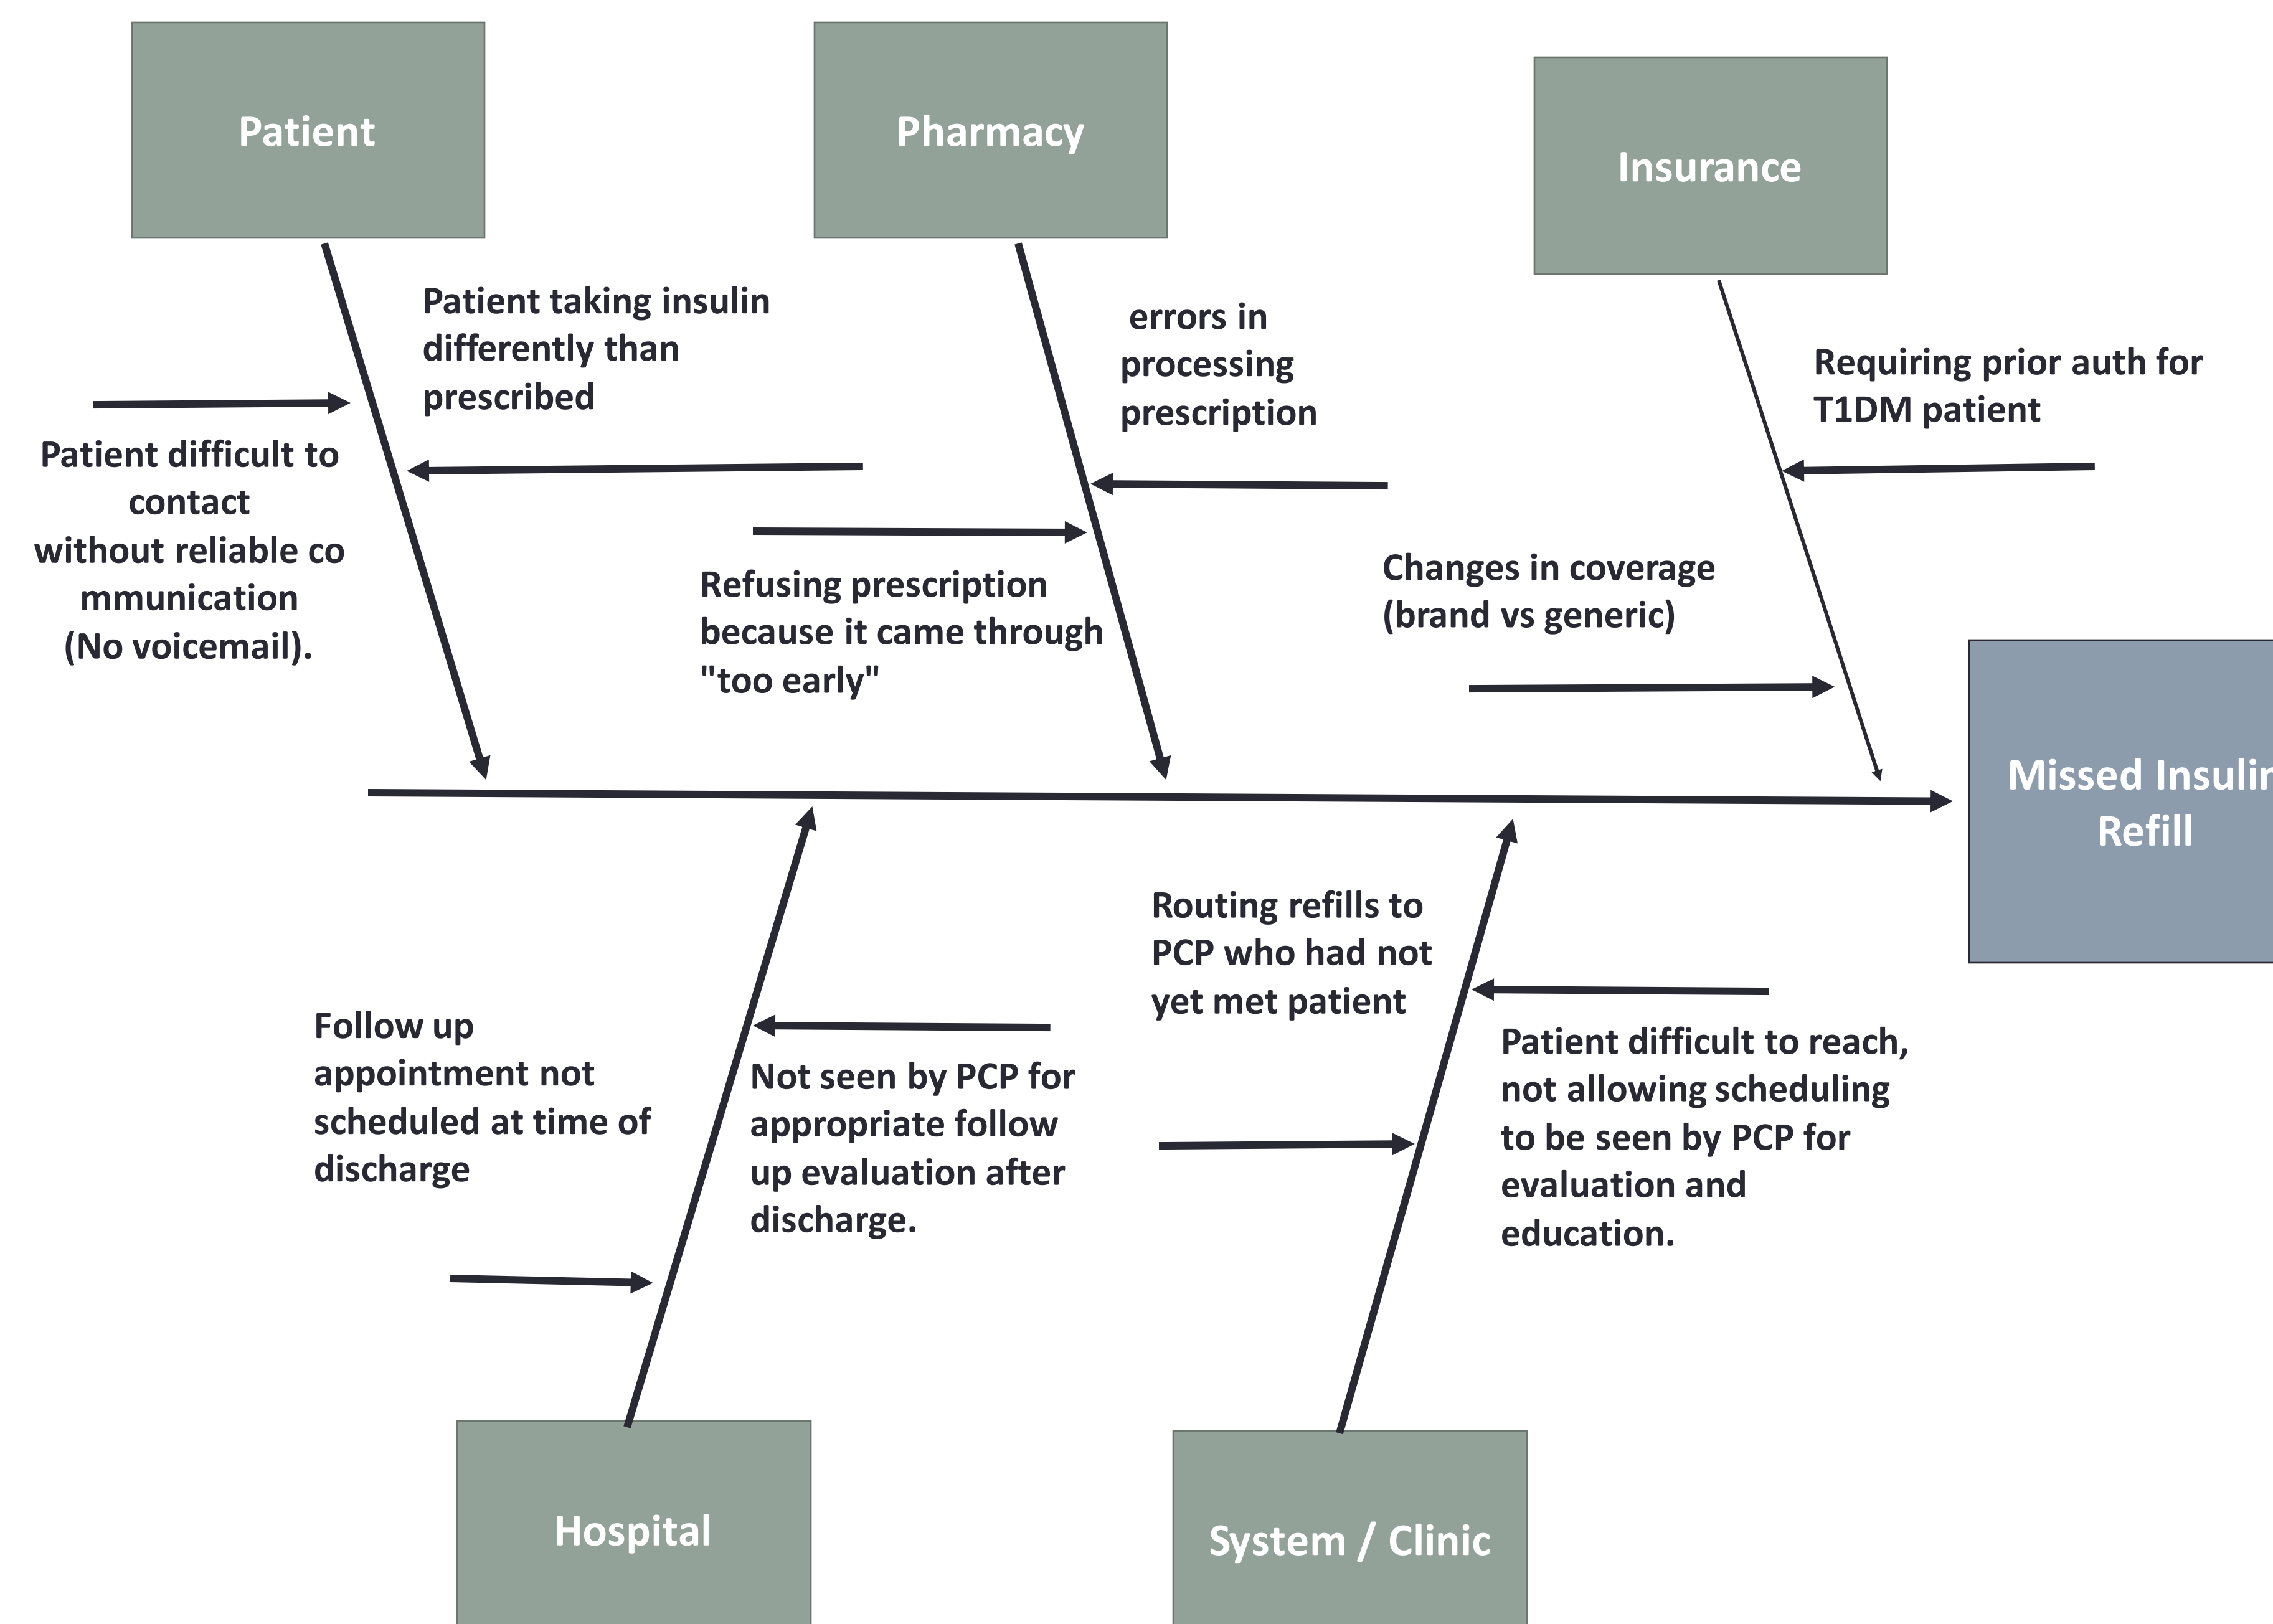 Patient
Pharmacy
Insurance
Patient taking insulin
differently than
prescribed
errors in
processing
prescription
Requiring prior auth for
T1DM patient
Patient difficult to
contact
without reliable co
mmunication
(No voicemail).
Refusing prescription
because it came through
"too early"
Changes in coverage
(brand vs generic)
Missed Insulin
Refill
Routing refills to
PCP who had not
yet met patient
Follow up
appointment not
scheduled at time of
discharge
Not seen by PCP for
appropriate follow
up evaluation after
discharge.
Patient difficult to reach,
not allowing scheduling
to be seen by PCP for
evaluation and
education.
Hospital
System / Clinic